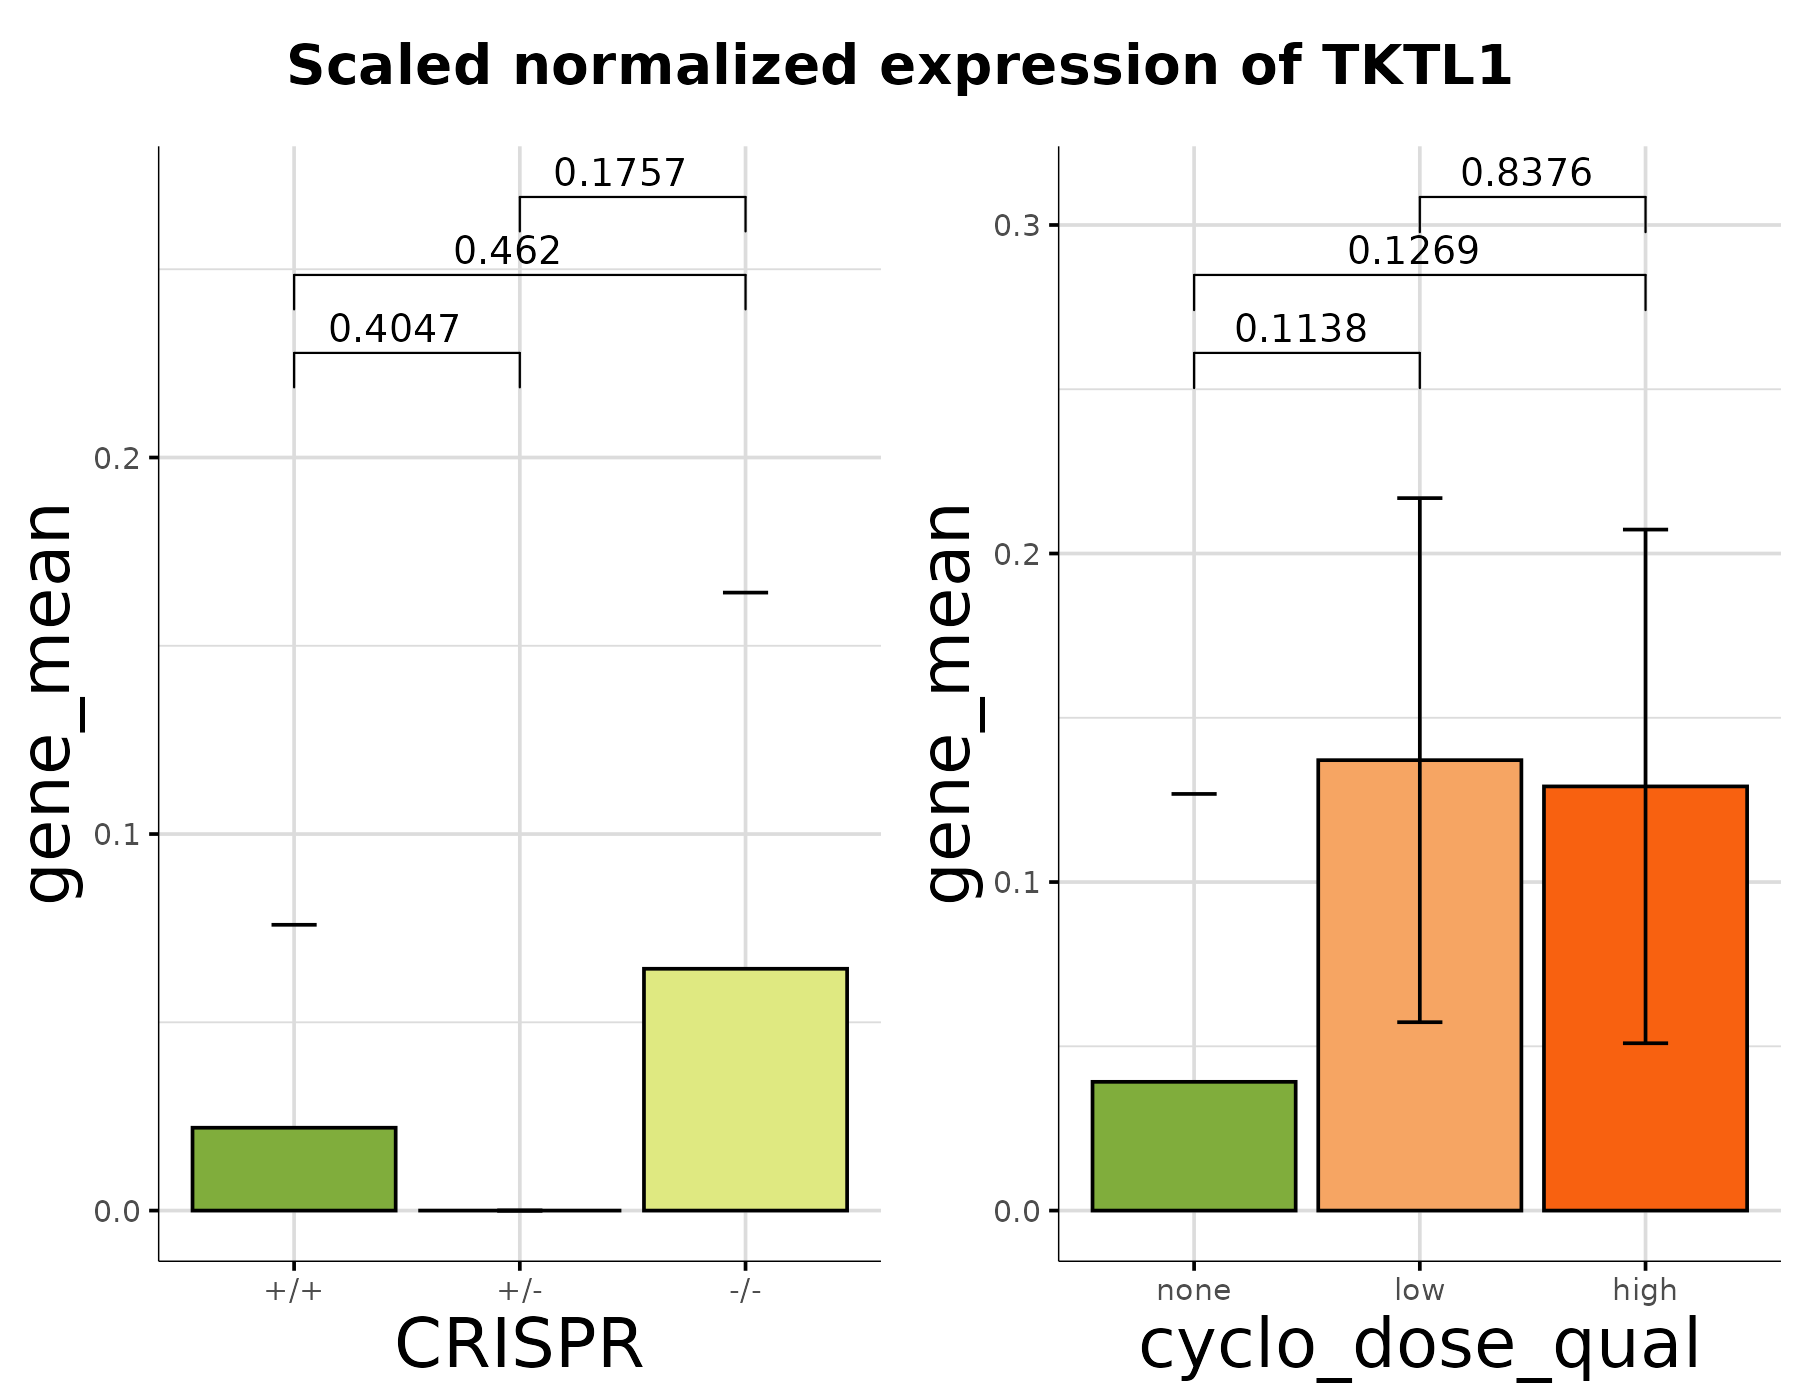 Scaled normalized expression of TKTL1
gene_mean
0.2
0.1
0.0
0.1757
0.462
0.4047
+/+
+/-
-/-
CRISPR
gene_mean
0.3
0.2
0.1
0.0
0.8376
0.1269
0.1138
none
low
high
cyclo_dose_qual